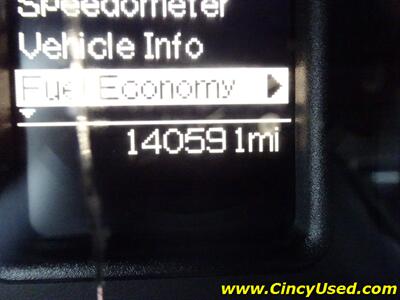 Speedometer
Vehicle Info
Fuel Economy
140591mi
www.CincyUsed.com